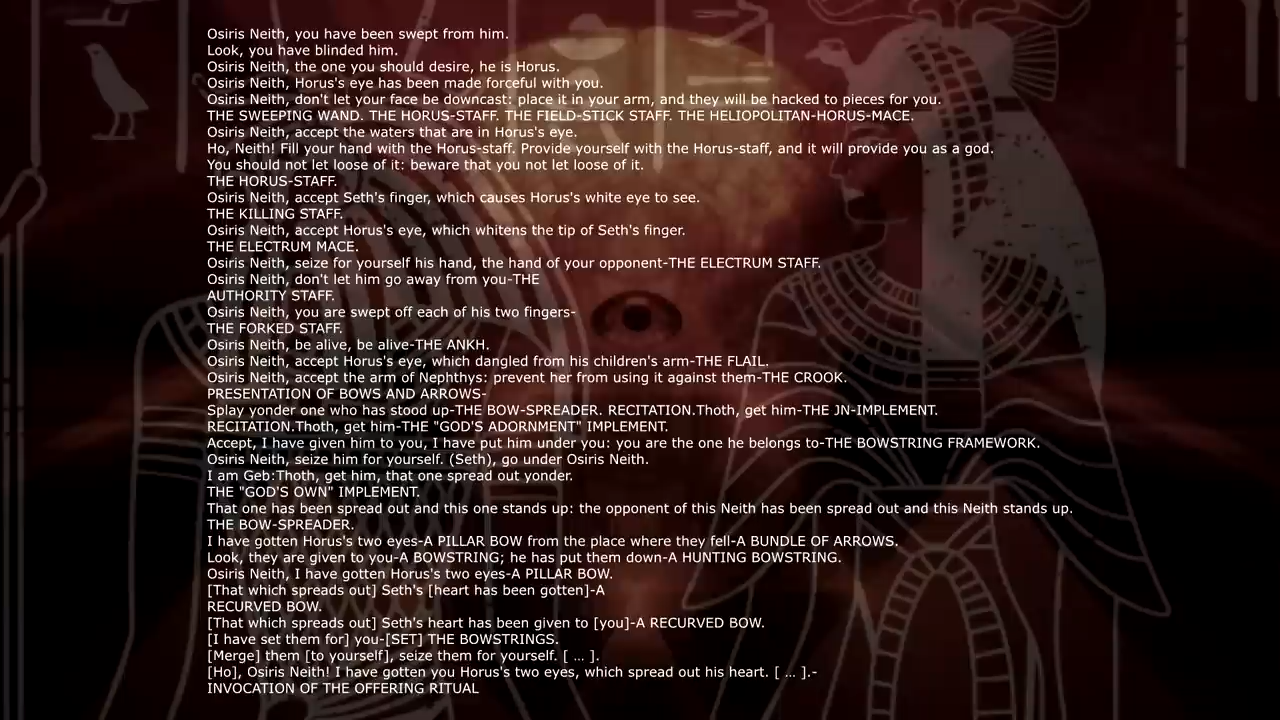 Osiris Neith, you have been swept from him.
Look, you have blinded him.
Osiris Neith, the one you should desire, he is Horus.
Osiris Neith, Horus's eye has been made forceful with you.
Osiris Neith, don't let your face be downcast: place it in your arm, and they will be hacked to pieces for you.
THE SWEEPING WAND. THE HORUS-STAFF. THE FIELD-STICK STAFF. THE HELIOPOLITAN-HORUS-MACE.
Osiris Neith, accept the waters that are in Horus's eye.
Ho, Neith! Fill your hand with the Horus-staff. Provide yourself with the Horus-staff, and it will provide you as a god.
You should not let loose of it: beware that you not let loose of it.
THE HORUS-STAFF.
Osiris Neith, accept Seth's finger, which causes Horus's white eye to see.
THE KILLING STAFF.
Osiris Neith, accept Horus's eye, which whitens the tip of Seth's finger.
THE ELECTRUM MACE.
Osiris Neith, seize for yourself his hand, the hand of your opponent-THE ELECTRUM STAFF.
Osiris Neith, don't let him go away from you-THE
AUTHORITY STAFF.
Osiris Neith, you are swept off each of his two fingers-
THE FORKED STAFF.
Osiris Neith, be alive, be alive-THE ANKH.
Osiris Neith, accept Horus's eye, which dangled from his children's arm-THE FLAIL.
Osiris Neith, accept the arm of Nephthys: prevent her from using it against them-THE CROOK.
PRESENTATION OF BOWS AND ARROWS-
Splay yonder one who has stood up-THE BOW-SPREADER. RECITATION.Thoth, get him-THE JN-IMPLEMENT.
RECITATION.Thoth, get him-THE "GOD'S ADORNMENT" IMPLEMENT.
Accept, I have given him to you, I have put him under you: you are the one he belongs to-THE BOWSTRING FRAMEWORK.
Osiris Neith, seize him for yourself. (Seth), go under Osiris Neith.
I am Geb:Thoth, get him, that one spread out yonder.
THE "GOD'S OWN" IMPLEMENT.
That one has been spread out and this one stands up: the opponent of this Neith has been spread out and this Neith stands up.
THE BOW-SPREADER.
I have gotten Horus's two eyes-A PILLAR BOW from the place where they fell-A BUNDLE OF ARROWS.
Look, they are given to you-A BOWSTRING; he has put them down-A HUNTING BOWSTRING.
Osiris Neith, I have gotten Horus's two eyes-A PILLAR BOW.
[That which spreads out] Seth's [heart has been gotten]-A
RECURVED BOW.
[That which spreads out] Seth's heart has been given to [you]-A RECURVED BOW.
[I have set them for] you-[SET] THE BOWSTRINGS.
[Merge] them [to yourself], seize them for yourself. [ … ].
[Ho], Osiris Neith! I have gotten you Horus's two eyes, which spread out his heart. [ … ].-
INVOCATION OF THE OFFERING RITUAL